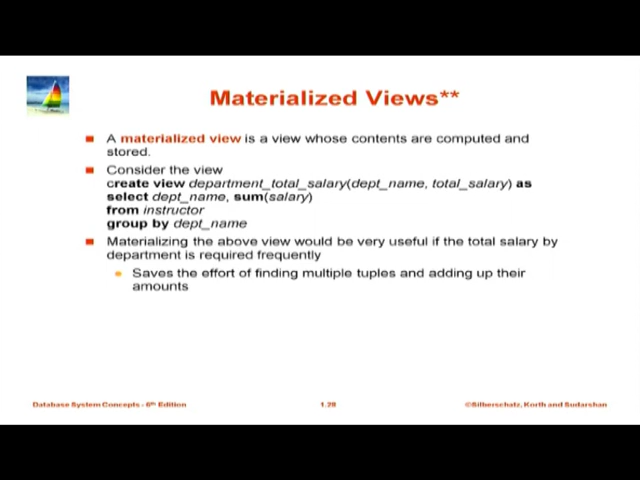 Materialized Views**
A materialized view is a view whose contents are computed and
stored.
Consider the view
create view department_total_salary(dept_name, total_salary) as
select dept_name, sum(salary)
from instructor
group by dept_name
Materializing the above view would be very useful if the total salary by
department is required frequently
Saves the effort of finding multiple tuples and adding up their
amounts
Database System Concepts - 6th Edition
1.28
©Silberschatz, Korth and Sudarshan